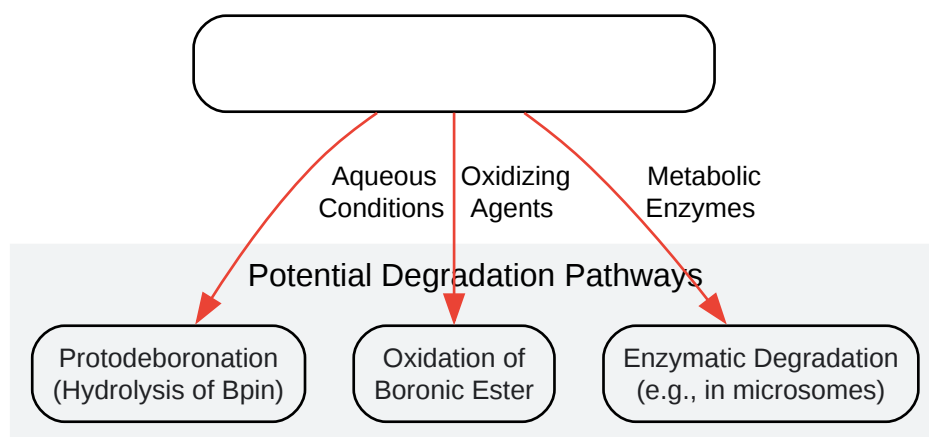 Aqueous
Conditions
Oxidizing
Agents
Metabolic
Enzymes
Potential Degradation Pathways
Protodeboronation
(Hydrolysis of Bpin)
Oxidation of
Boronic Ester
Enzymatic Degradation
(e.g., in microsomes)